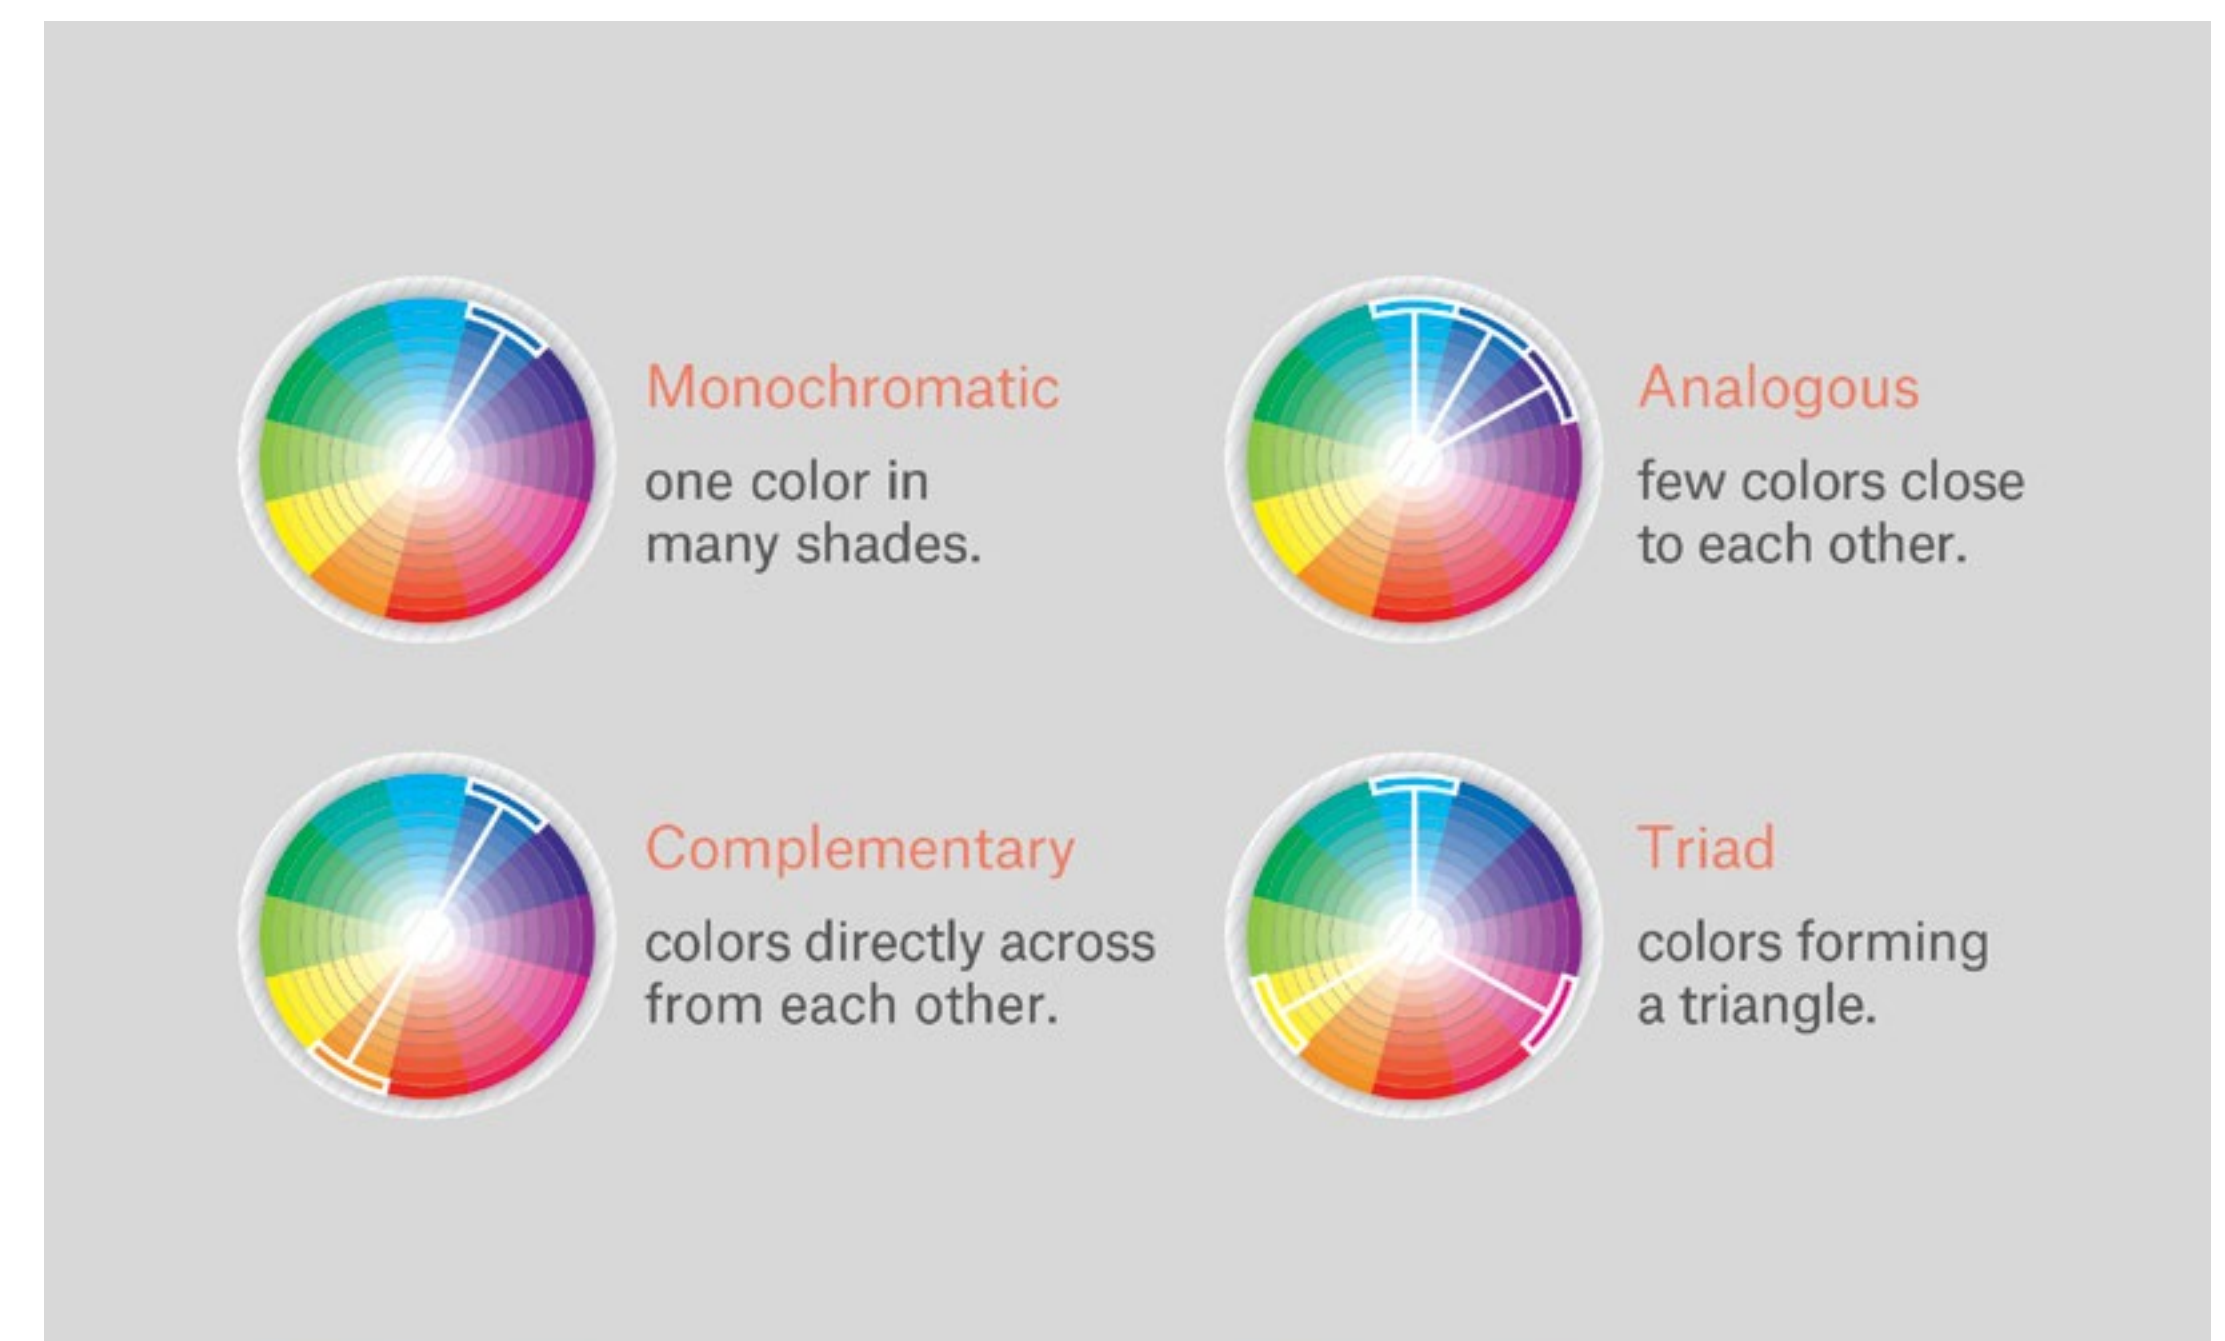 Monochromatic
one color in
many shades.
Analogous
few colors close
to each other.
Complementary
colors directly across
from each other.
Triad
colors forming
a triangle.